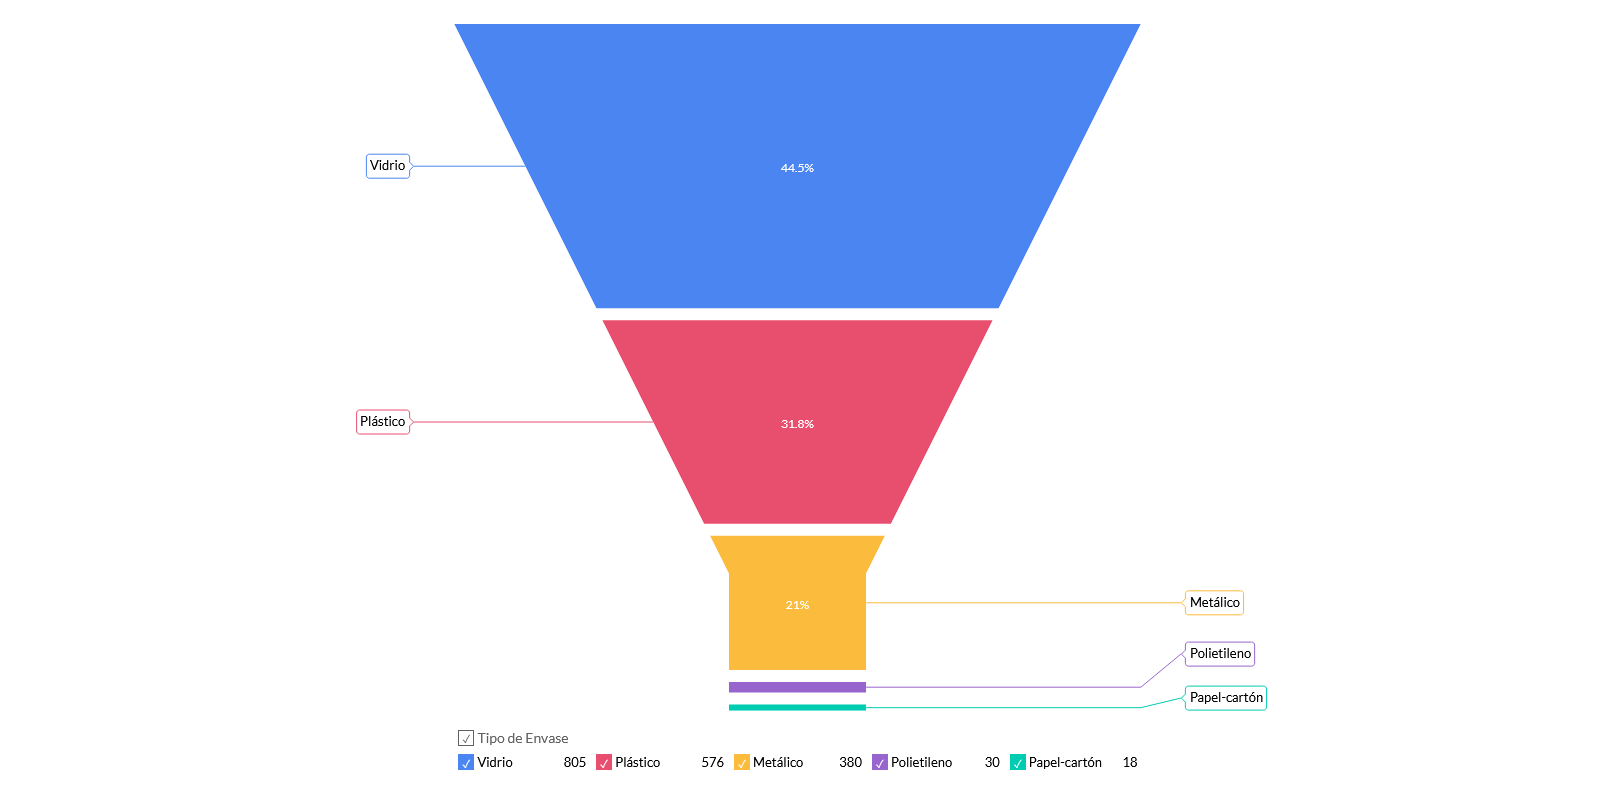 Vidrio
44.5%
Plástico
31.8%
21%
Metálico
Polietileno
Papel-cartón
Tipo de Envase
Vidrio 805 Plástico 576 Metálico 380 Polietileno 30 Papel-cartón 18